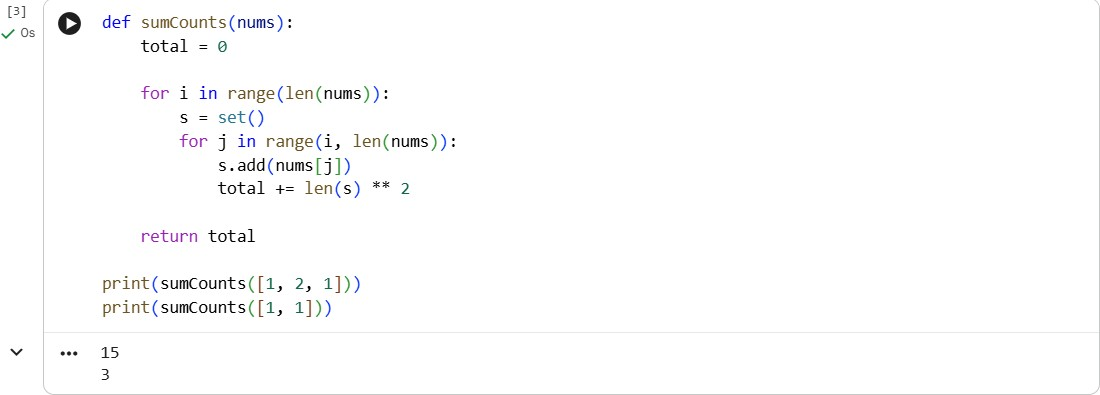 [3]
0s
def sumCounts(nums):
    total = 0
    for i in range(len(nums)):
        s = set()
        for j in range(i, len(nums)):
            s.add(nums[j])
            total += len(s) ** 2
    return total
print(sumCounts([1, 2, 1]))
print(sumCounts([1, 1]))
15
3